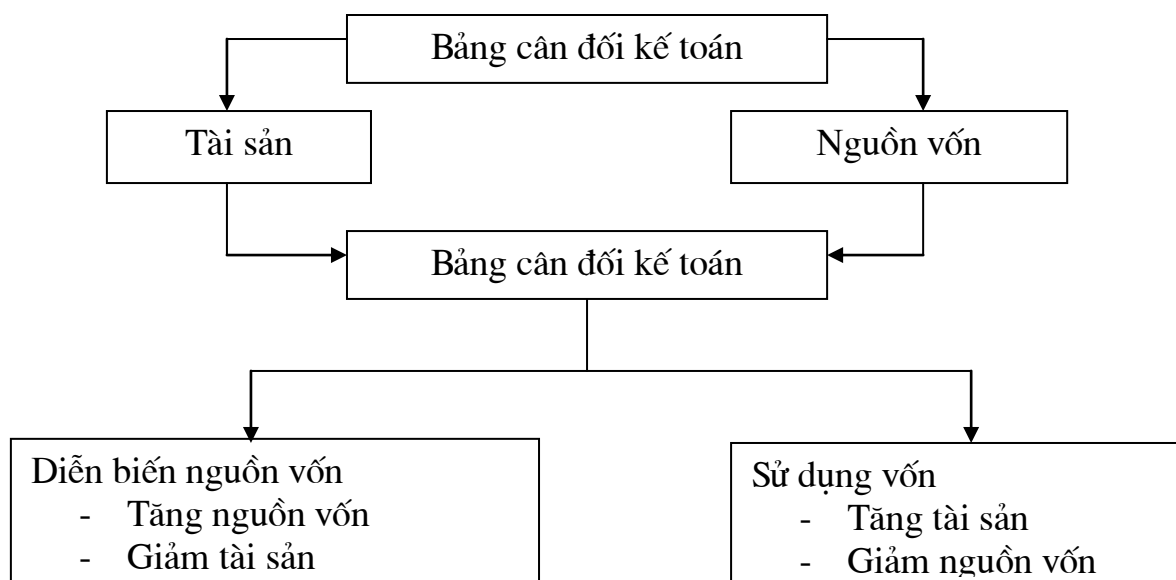 Bảng cân đối kế toán
Tài sản
Nguồn vốn
Bảng cân đối kế toán
Diễn biến nguồn vốn
- Tăng nguồn vốn
- Giảm tài sản
Sử dụng vốn
- Tăng tài sản
- Giảm nguồn vốn